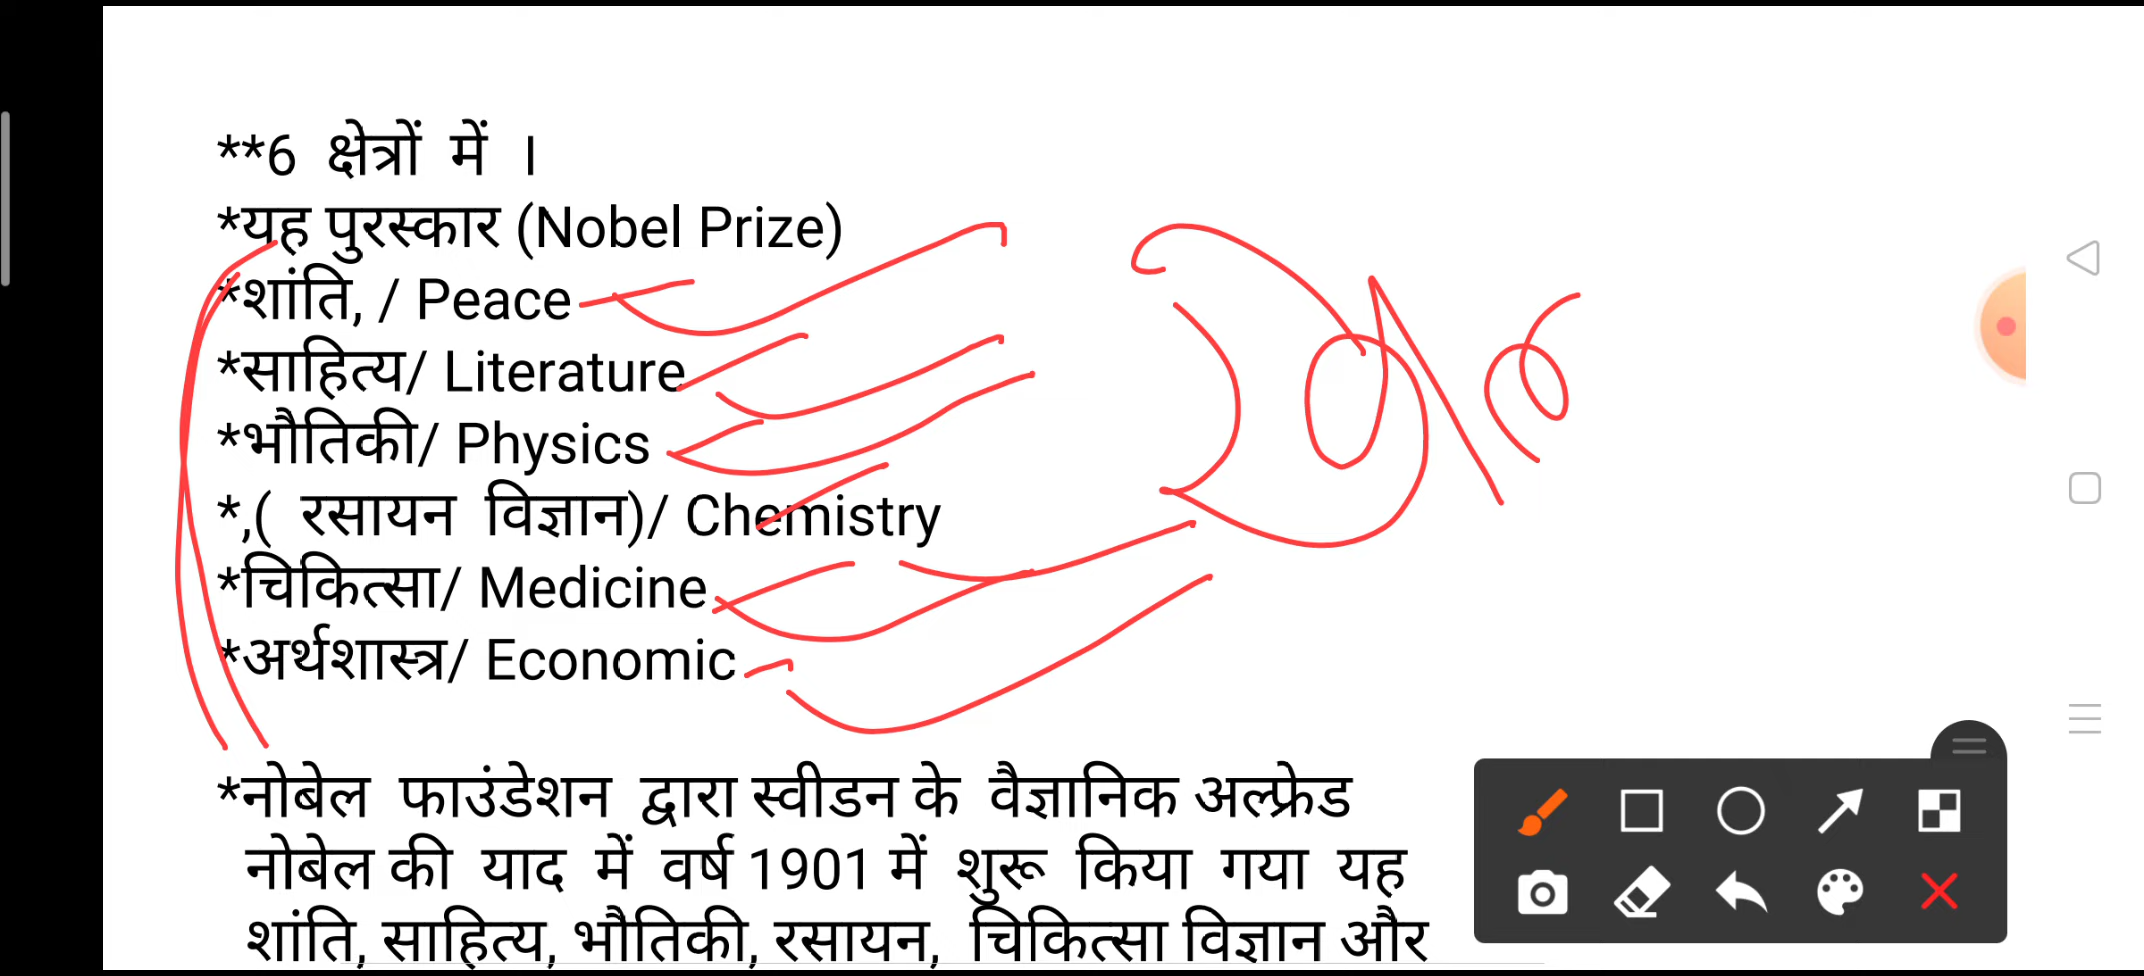 **6 क्षेत्रों में ।
*यह पुरस्कार (Nobel Prize)
*शांति, / Peace
*साहित्य/ Literature
*भौतिकी/ Physics
*,( रसायन विज्ञान)/ Chemistry
*चिकित्सा/ Medicine
*अर्थशास्त्र/ Economic
*नोबेल फाउंडेशन द्वारा स्वीडन के वैज्ञानिक अल्फ्रेड
नोबेल की याद में वर्ष 1901 में शुरू किया गया यह
शांति, साहित्य, भौतिकी, रसायन, चिकित्सा विज्ञान और